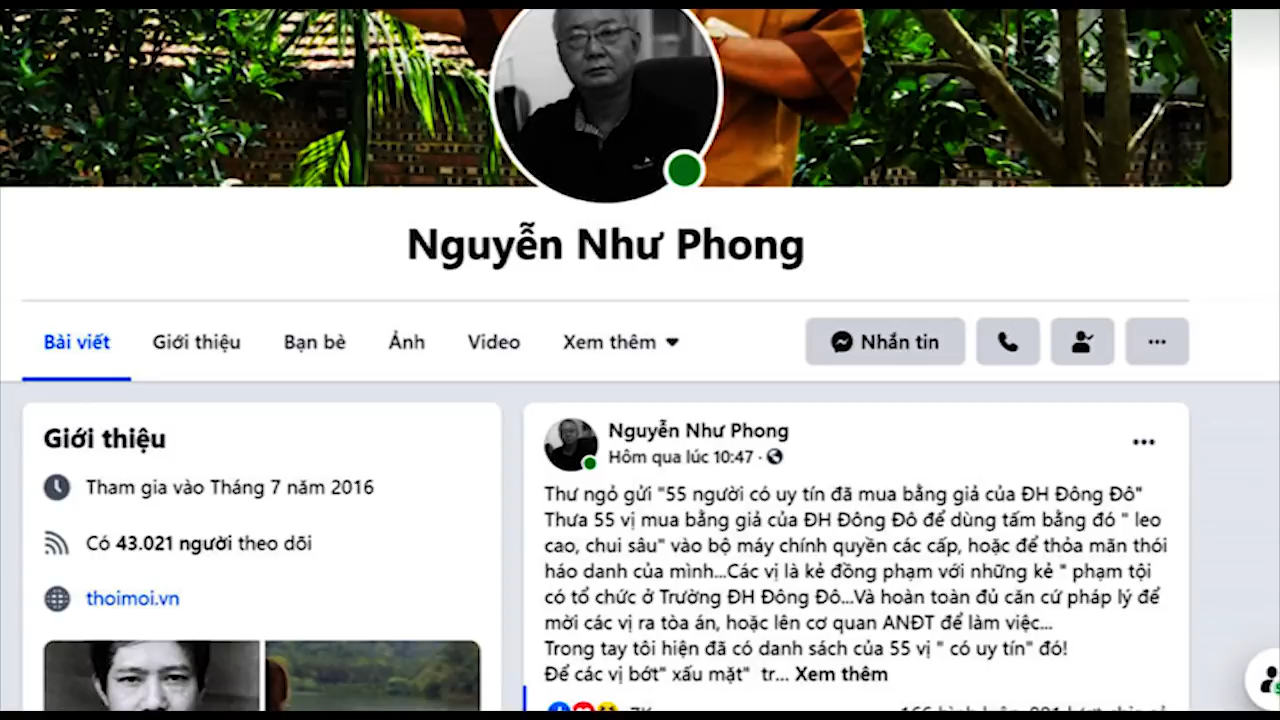 Nguyễn Như Phong
Bài viết
Giới thiệu
Bạn bè
Ảnh
Video
Xem thêm
Nhắn tin
Giới thiệu
Tham gia vào Tháng 7 năm 2016
Có 43.021 người theo dõi
thoimoi.vn
Nguyễn Như Phong
Hôm qua lúc 10:47 ·
Thư ngỏ gửi "55 người có uy tín đã mua bằng giả của ĐH Đông Đô"
Thưa 55 vị mua bằng giả của ĐH Đông Đô để dùng tấm bằng đó " leo
cao, chui sâu" vào bộ máy chính quyền các cấp, hoặc để thỏa mãn thói
háo danh của mình...Các vị là kẻ đồng phạm với những kẻ " phạm tội
có tổ chức ở Trường ĐH Đông Đô...Và hoàn toàn đủ căn cứ pháp lý để
mời các vị ra tòa án, hoặc lên cơ quan ANĐT để làm việc...
Trong tay tôi hiện đã có danh sách của 55 vị " có uy tín" đó!
Để các vị bớt" xấu mặt" tr... Xem thêm